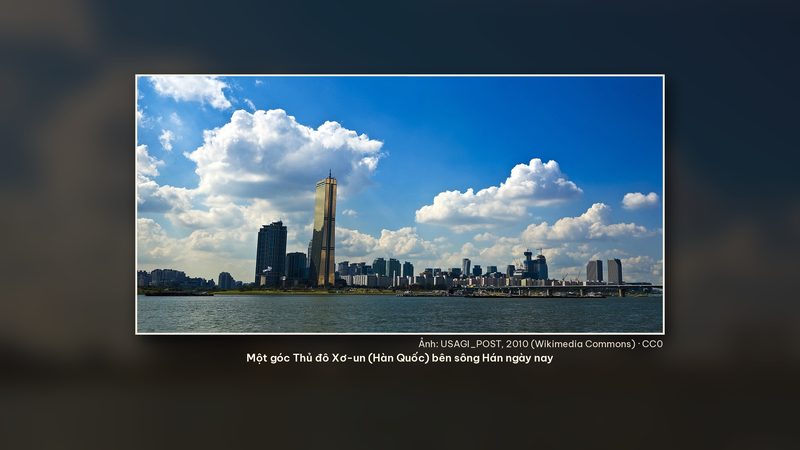 Ảnh: USAGI_POST, 2010 (Wikimedia Commons) · CC0
Một góc Thủ đô Xơ-un (Hàn Quốc) bên sông Hán ngày nay